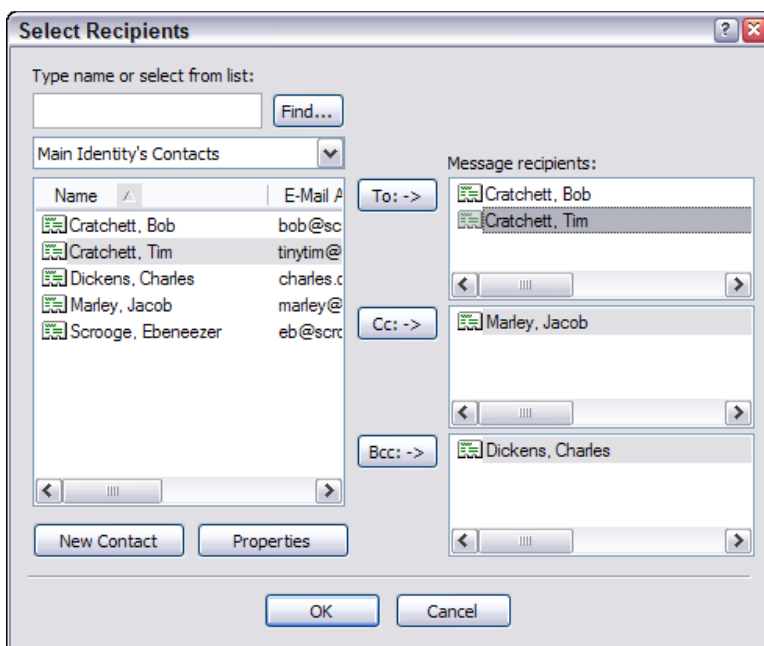 Select Recipients
Type name or select from list:
Find...
Main Identity's Contacts
Name E-Mail A
Cratchett, Bob bob@sc
Cratchett, Tim tinytim@
Dickens, Charles charles.c
Marley, Jacob marley@
Scrooge, Ebeneezer eb@scrc
New Contact Properties
To: ->
Cc: ->
Bcc: ->
Message recipients:
Cratchett, Bob
Cratchett, Tim
Marley, Jacob
Dickens, Charles
OK Cancel